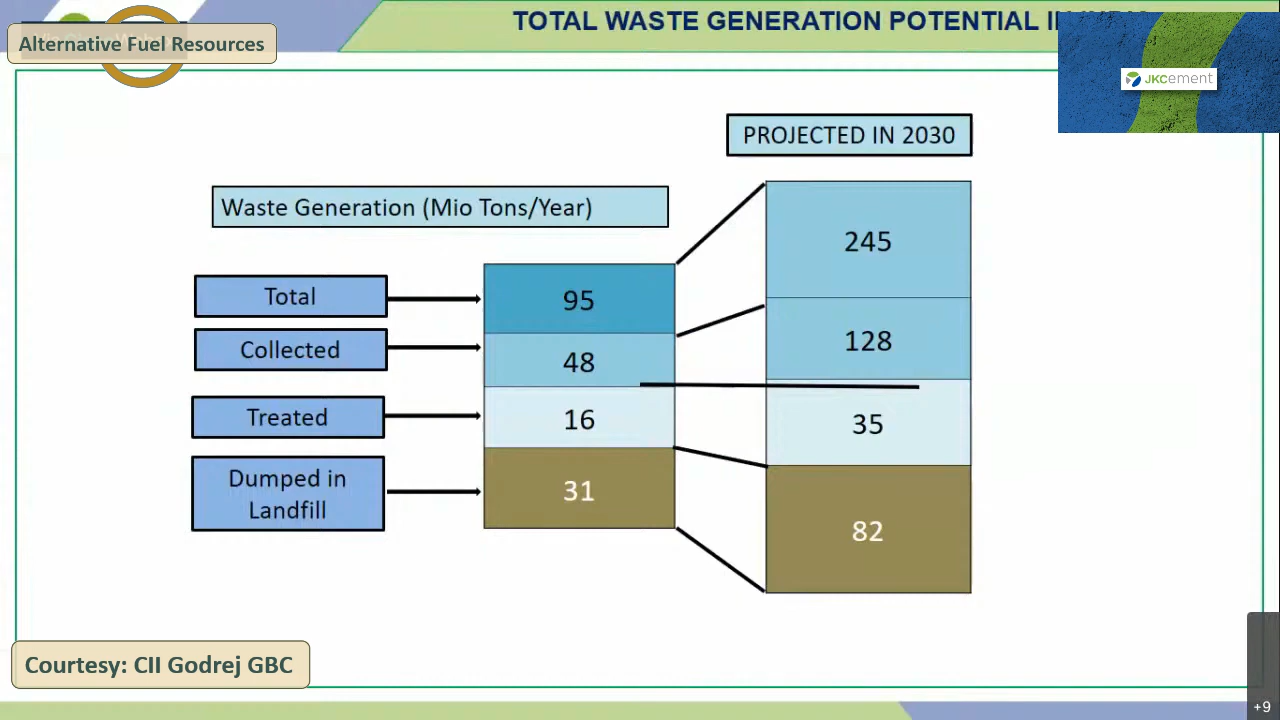 TOTAL WASTE GENERATION POTENTIAL
Alternative Fuel Resources
JKCement
PROJECTED IN 2030
Waste Generation (Mio Tons/Year)
Total
95
245
Collected
48
128
Treated
16
35
Dumped in
Landfill
31
82
Courtesy: CII Godrej GBC
+9